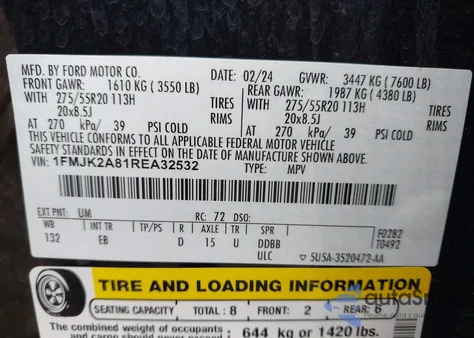 MFD. BY FORD MOTOR CO.
DATE: 02/24 GVWR: 3447 KG (7600 LB)
FRONT GAWR: 1610 KG (3550 LB) REAR GAWR: 1987 KG (4380 LB)
WITH 275/55R20 113H TIRES WITH 275/55R20 113H TIRES
20x8.5J RIMS 20x8.5J RIMS
AT 270 kPa/ 39 PSI COLD AT 270 kPa/ 39 PSI COLD
THIS VEHICLE CONFORMS TO ALL APPLICABLE FEDERAL MOTOR VEHICLE
SAFETY STANDARDS IN EFFECT ON THE DATE OF MANUFACTURE SHOWN ABOVE.
VIN: 1FMJK2A81REA32532
TYPE: MPV
EXT PNT: UM RC: 72 DSO:
WB INT TR TP/PS R AXLE TR SPR F0282
132 EB D 15 U DDBB T0492
ULC 5U5A-3520472-AA
TIRE AND LOADING INFORMATION
SEATING CAPACITY TOTAL: 8 FRONT: 2 REAR: 6
The combined weight of occupants
644 kg or 1420 lbs.